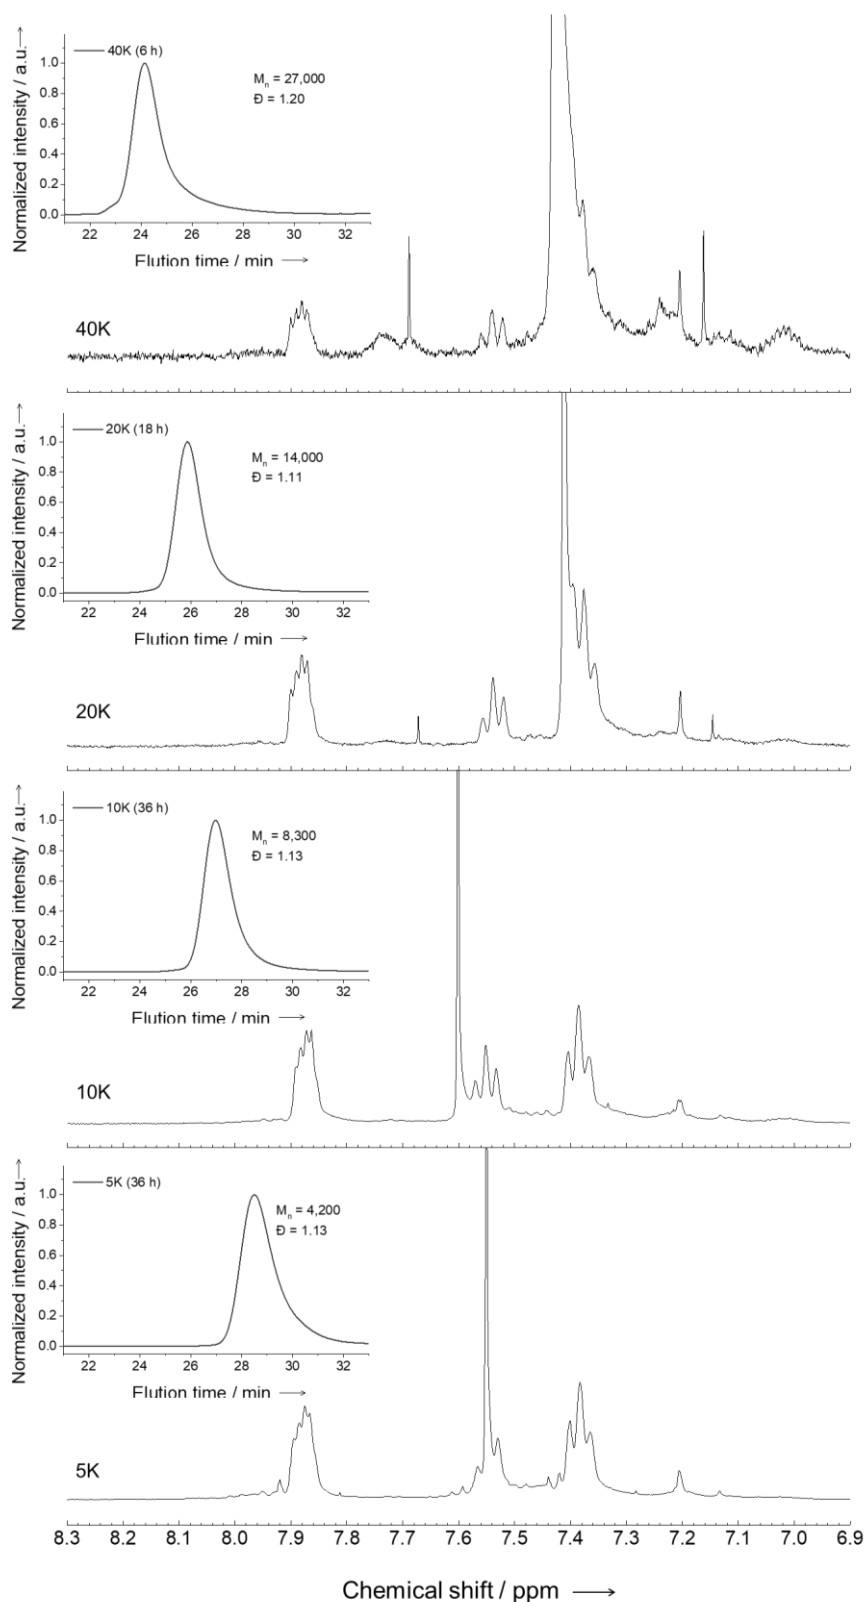 Normalized intensity / a.u.→
40K (6 h)
Mn = 27,000
Đ = 1.20
1.0
0.8
0.6
0.4
0.2
0.0
22 24 26 28 30 32
Elution time / min →
40K
Normalized intensity / a.u.→
20K (18 h)
Mn = 14,000
Đ = 1.11
1.0
0.8
0.6
0.4
0.2
0.0
22 24 26 28 30 32
Elution time / min →
20K
Normalized intensity / a.u.→
10K (36 h)
Mn = 8,300
Đ = 1.13
1.0
0.8
0.6
0.4
0.2
0.0
22 24 26 28 30 32
Elution time / min →
10K
Normalized intensity / a.u.→
5K (36 h)
Mn = 4,200
Đ = 1.13
1.0
0.8
0.6
0.4
0.2
0.0
22 24 26 28 30 32
Elution time / min →
5K
8.3 8.2 8.1 8.0 7.9 7.8 7.7 7.6 7.5 7.4 7.3 7.2 7.1 7.0 6.9
Chemical shift / ppm →